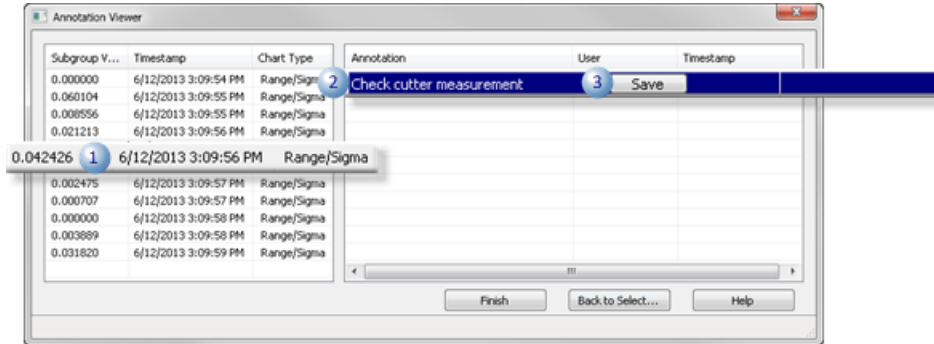 Annotation Viewer
Subgroup V... Timestamp Chart Type Annotation User Timestamp
0.000000 6/12/2013 3:09:54 PM Range/Sigm 2 Check cutter measurement 3 Save
0.060104 6/12/2013 3:09:55 PM Range/Sigma
0.008556 6/12/2013 3:09:55 PM Range/Sigma
0.021213 6/12/2013 3:09:56 PM Range/Sigma
0.042426 1 6/12/2013 3:09:56 PM Range/Sigma
0.002475 6/12/2013 3:09:57 PM Range/Sigma
0.000707 6/12/2013 3:09:57 PM Range/Sigma
0.000000 6/12/2013 3:09:58 PM Range/Sigma
0.003889 6/12/2013 3:09:58 PM Range/Sigma
0.031820 6/12/2013 3:09:59 PM Range/Sigma
Finish Back to Select... Help